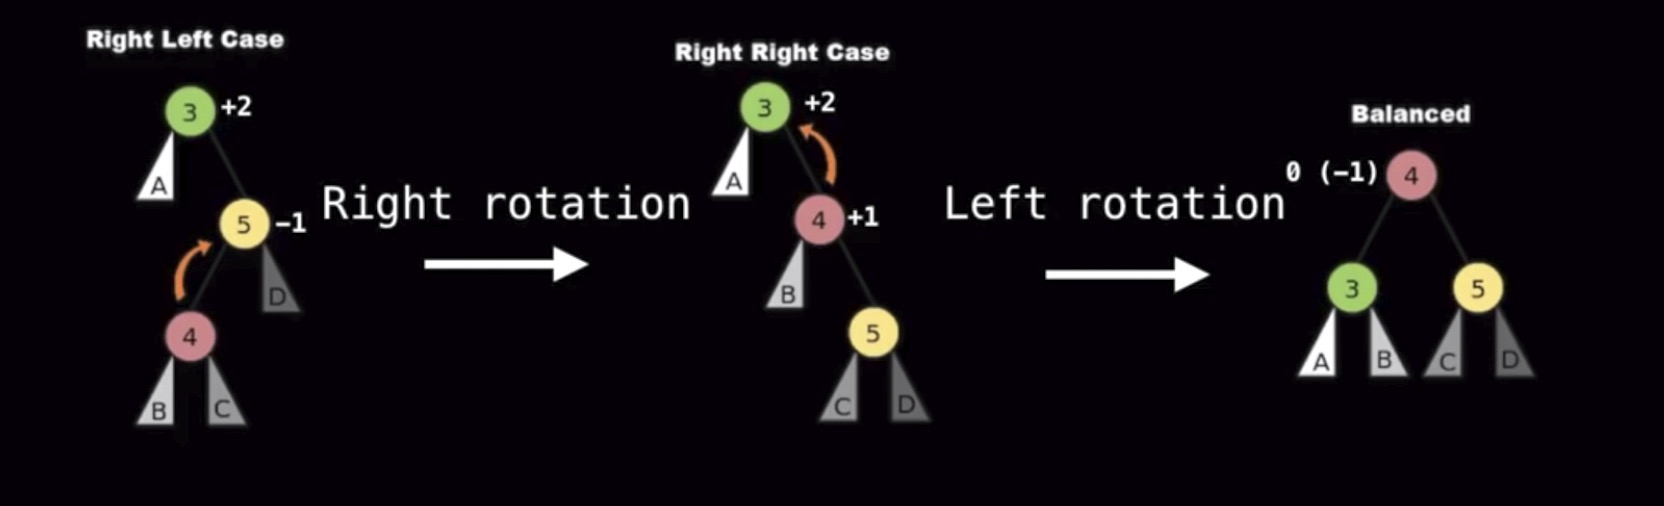 Right Left Case
3 +2
A
5 −1
D
4
B C
Right rotation
Right Right Case
3 +2
A
4 +1
B
5
C D
Left rotation
Balanced
0 (−1) 4
3 5
A B C D